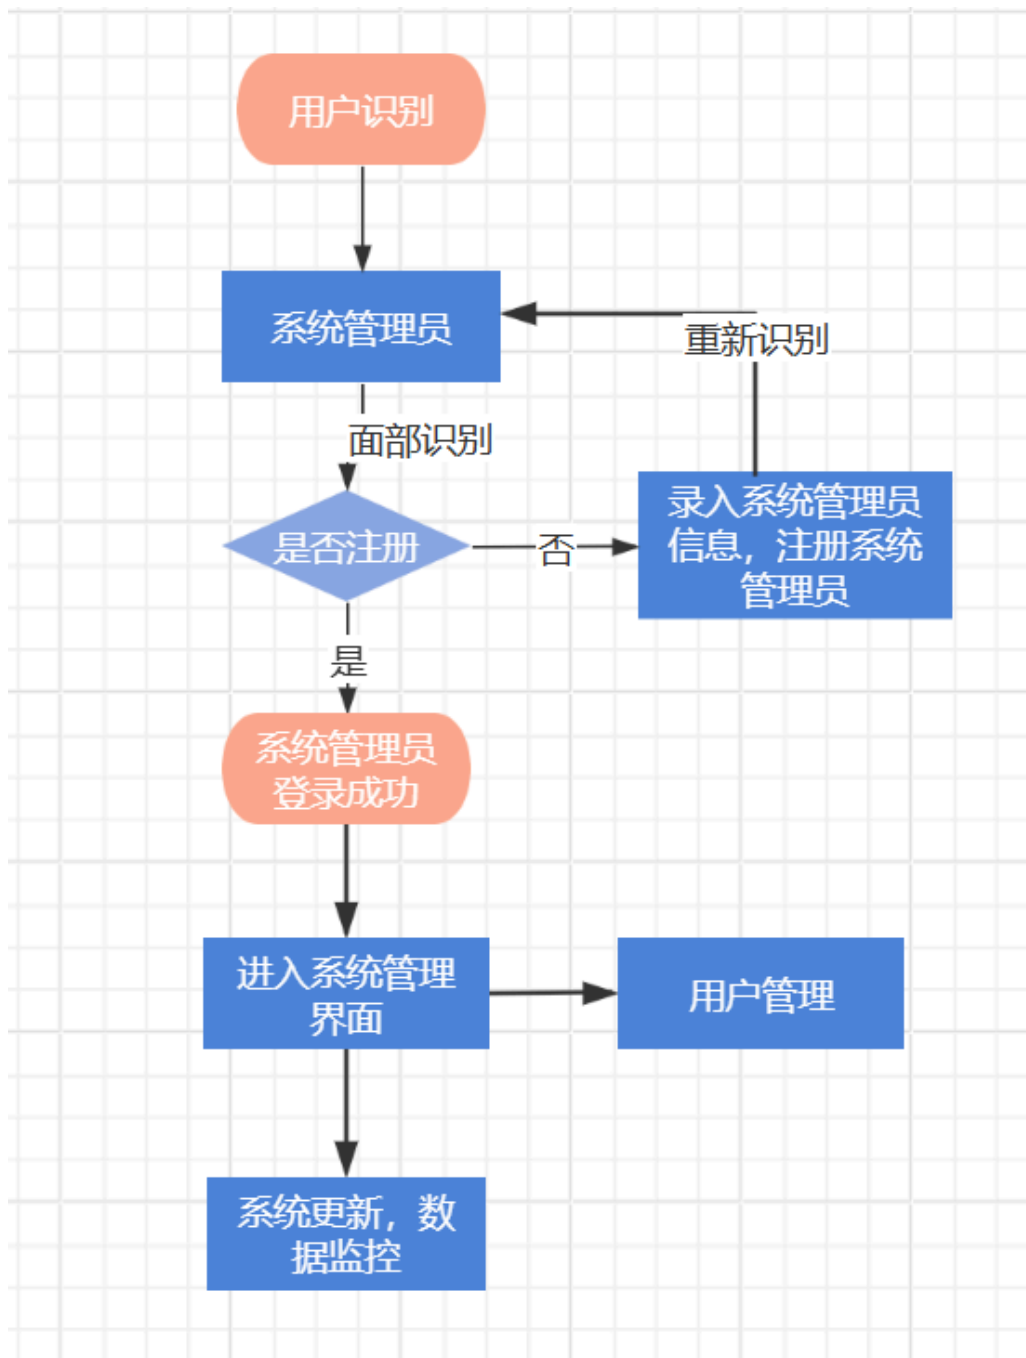 用户识别
系统管理员
重新识别
面部识别
录入系统管理员
信息，注册系统
管理员
是否注册
否
是
系统管理员
登录成功
进入系统管理
界面
用户管理
系统更新，数
据监控